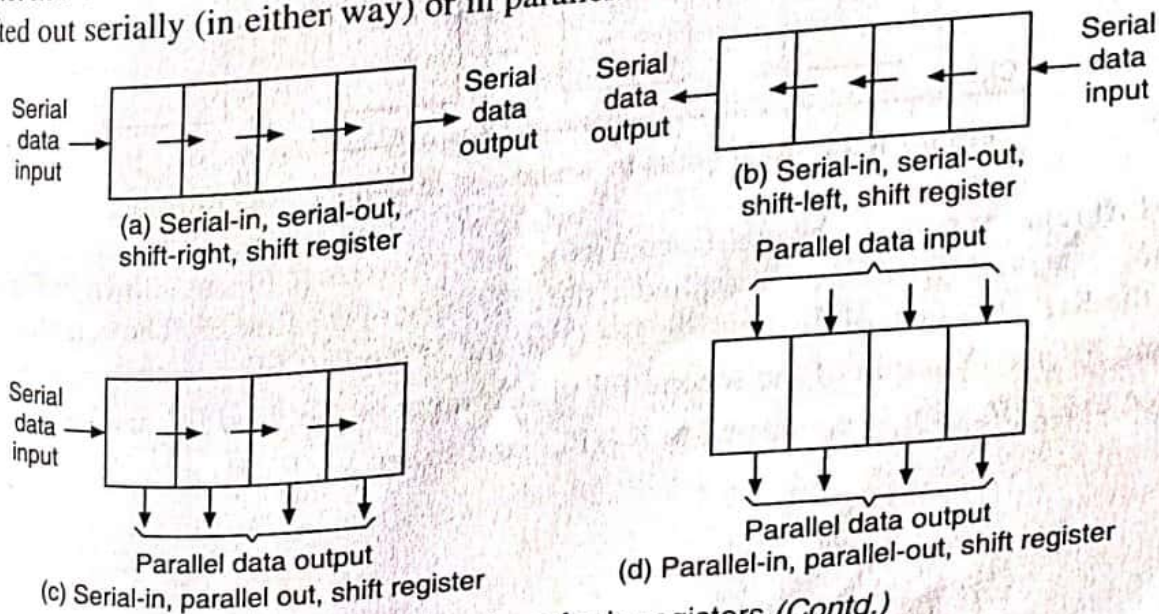 ted out serially (in either way) or in
Serial
data
input
Serial
data
output
(a) Serial-in, serial-out,
shift-right, shift register
Serial
data
output
Serial
data
input
(b) Serial-in, serial-out,
shift-left, shift register
Serial
data
input
Parallel data output
(c) Serial-in, parallel out, shift register
Parallel data input
Parallel data output
(d) Parallel-in, parallel-out, shift register
registers (Contd.)